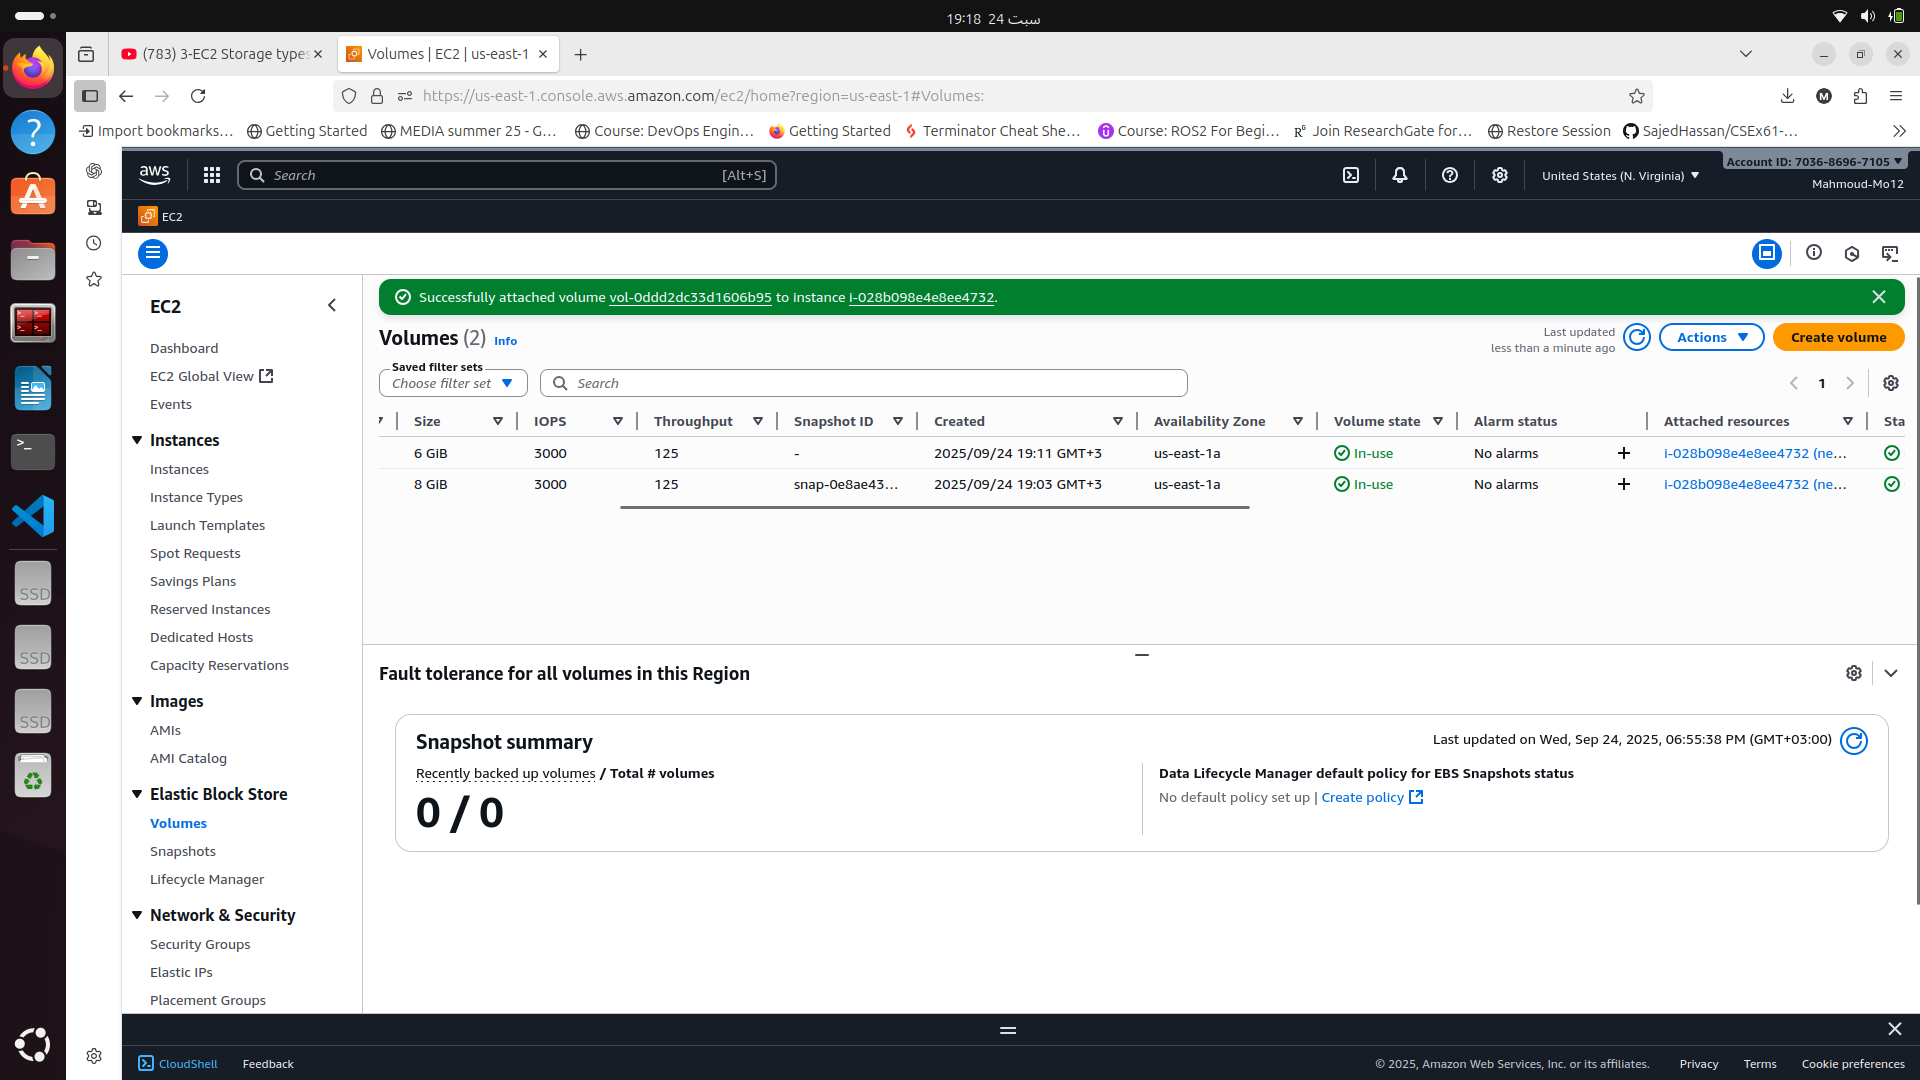 سبت 24  19:18
(783) 3-EC2 Storage types
Volumes | EC2 | us-east-1
https://us-east-1.console.aws.amazon.com/ec2/home?region=us-east-1#Volumes:
Import bookmarks...
Getting Started
MEDIA summer 25 - G...
Course: DevOps Engin...
Getting Started
Terminator Cheat She...
Course: ROS2 For Begi...
Join ResearchGate for...
Restore Session
SajedHassan/CSEx61-...
aws
Search
[Alt+S]
United States (N. Virginia)
Account ID: 7036-8696-7105
Mahmoud-Mo12
EC2
EC2
Dashboard
EC2 Global View
Events
Instances
Instances
Instance Types
Launch Templates
Spot Requests
Savings Plans
Reserved Instances
Dedicated Hosts
Capacity Reservations
Images
AMIs
AMI Catalog
Elastic Block Store
Volumes
Snapshots
Lifecycle Manager
Network & Security
Security Groups
Elastic IPs
Placement Groups
Successfully attached volume vol-0ddd2dc33d1606b95 to instance i-028b098e4e8ee4732.
Volumes (2) Info
Last updated
less than a minute ago
Actions
Create volume
Saved filter sets
Choose filter set
Search
1
Size IOPS Throughput Snapshot ID Created Availability Zone Volume state Alarm status Attached resources Sta
6 GiB 3000 125 - 2025/09/24 19:11 GMT+3 us-east-1a In-use No alarms + i-028b098e4e8ee4732 (ne...
8 GiB 3000 125 snap-0e8ae43... 2025/09/24 19:03 GMT+3 us-east-1a In-use No alarms + i-028b098e4e8ee4732 (ne...
Fault tolerance for all volumes in this Region
Snapshot summary
Last updated on Wed, Sep 24, 2025, 06:55:38 PM (GMT+03:00)
Recently backed up volumes / Total # volumes
0 / 0
Data Lifecycle Manager default policy for EBS Snapshots status
No default policy set up | Create policy
SSD
SSD
SSD
CloudShell
Feedback
© 2025, Amazon Web Services, Inc. or its affiliates.
Privacy
Terms
Cookie preferences